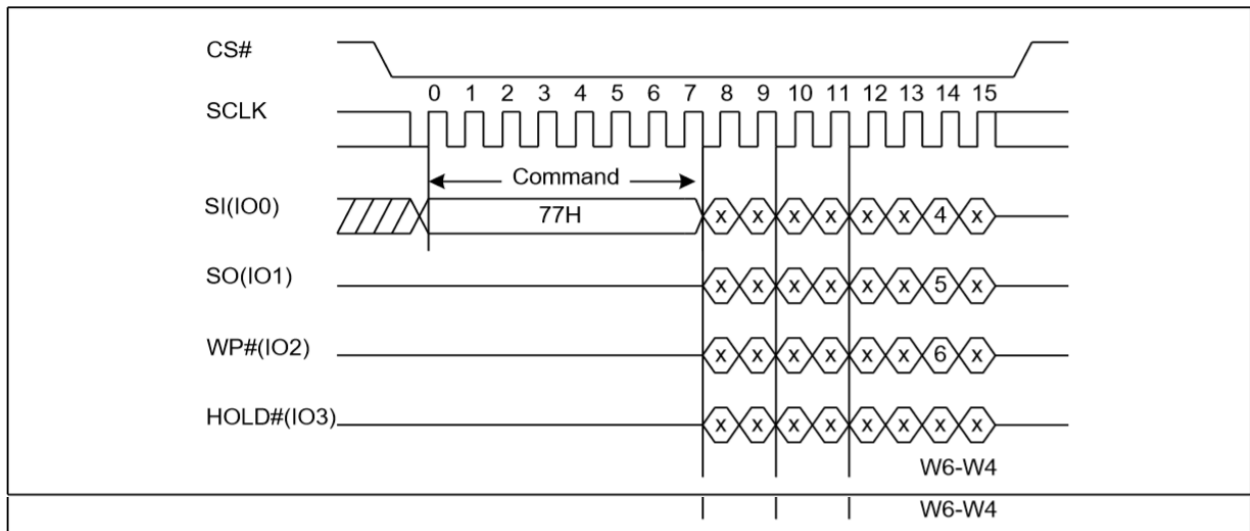 CS#
0 1 2 3 4 5 6 7 8 9 10 11 12 13 14 15
SCLK
Command
SI(IO0) 77H x x x x x x 4 x
SO(IO1) x x x x x x 5 x
WP#(IO2) x x x x x x 6 x
HOLD#(IO3) x x x x x x x x
W6-W4
W6-W4